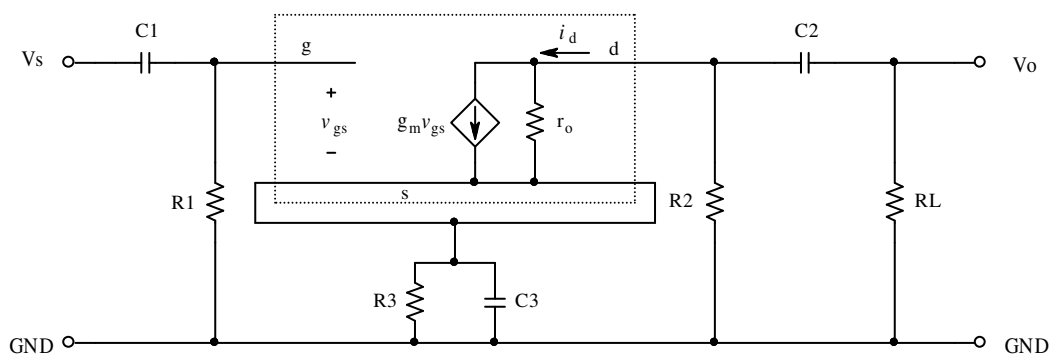 C1
C2
Vs
g
i d
d
Vo
+
v gs
−
g m v gs
r o
s
R1
R2
RL
R3
C3
GND
GND